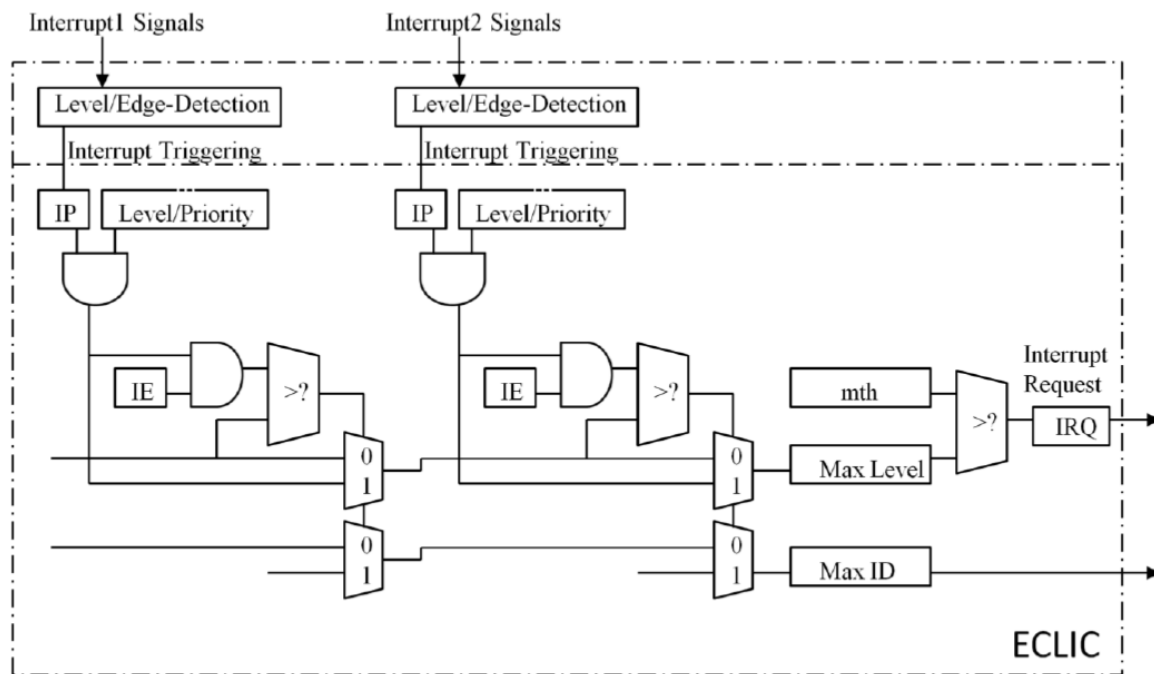 Interrupt1 Signals
Interrupt2 Signals
Level/Edge-Detection
Level/Edge-Detection
Interrupt Triggering
Interrupt Triggering
IP
Level/Priority
IP
Level/Priority
IE
>?
IE
>?
mth
>?
Interrupt
Request
IRQ
0
1
0
1
Max Level
0
1
0
1
Max ID
ECLIC